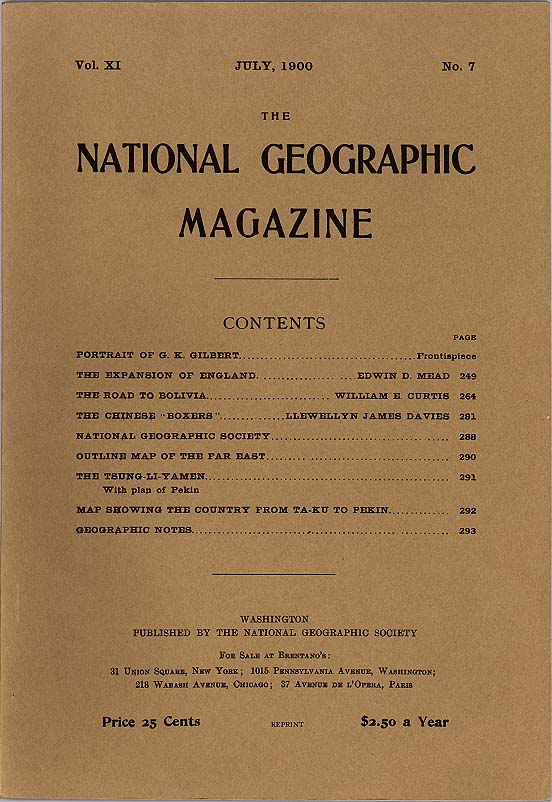 Vol. XI JULY, 1900 No. 7
THE
NATIONAL GEOGRAPHIC
MAGAZINE
CONTENTS
PAGE
PORTRAIT OF G. K. GILBERT........................................Frontispiece
THE EXPANSION OF ENGLAND. ............ ....EDWIN D. MEAD 249
THE ROAD TO BOLIVIA............................WILLIAM E. CURTIS 264
THE CHINESE "BOXERS"...............LLEWELLYN JAMES DAVIES 281
NATIONAL GEOGRAPHIC SOCIETY................................... ..... 288
OUTLINE MAP OF THE FAR EAST.......................................... 290
THE TSUNG-LI-YAMEN........................................................ 291
With plan of Pekin
MAP SHOWING THE COUNTRY FROM TA-KU TO PEKIN............. 292
GEOGRAPHIC NOTES............................................... ........... 293
WASHINGTON
PUBLISHED BY THE NATIONAL GEOGRAPHIC SOCIETY
FOR SALE AT BRENTANO'S:
31 UNION SQUARE, NEW YORK; 1015 PENNSYLVANIA AVENUE, WASHINGTON;
218 WABASH AVENUE, CHICAGO; 37 AVENUE DE L'OPERA, PARIS
Price 25 Cents REPRINT $2.50 a Year